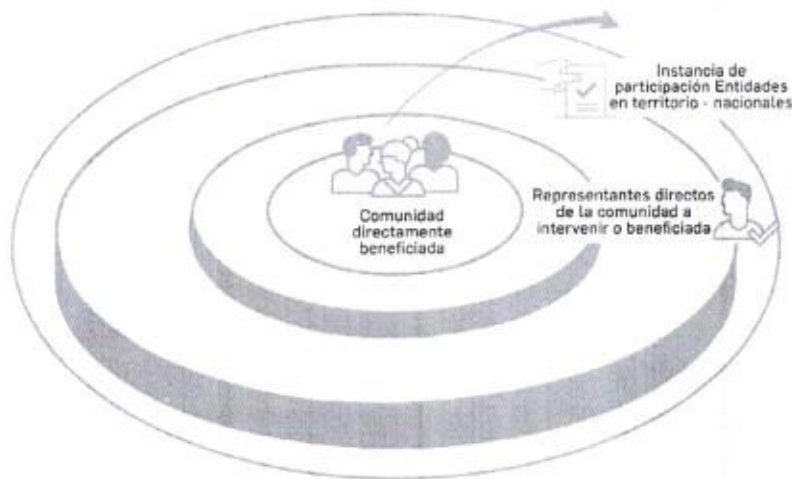 Instancia de
participación Entidades
en territorio - nacionales
Representantes directos
de la comunidad a
intervenir o beneficiada
Comunidad
directamente
beneficiada